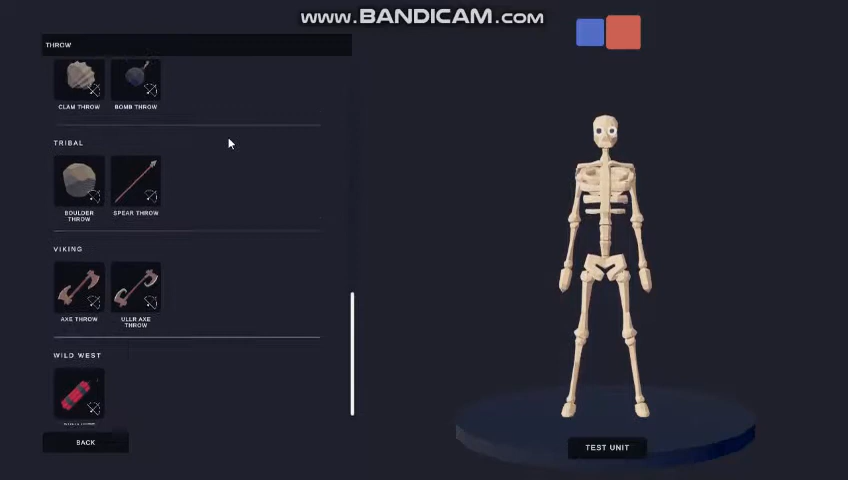 WWW.BANDICAM.COM
THROW
CLAM THROW
BOMB THROW
TRIBAL
BOULDER
THROW
SPEAR THROW
VIKING
AXE THROW
ULLR AXE
THROW
WILD WEST
BACK
TEST UNIT